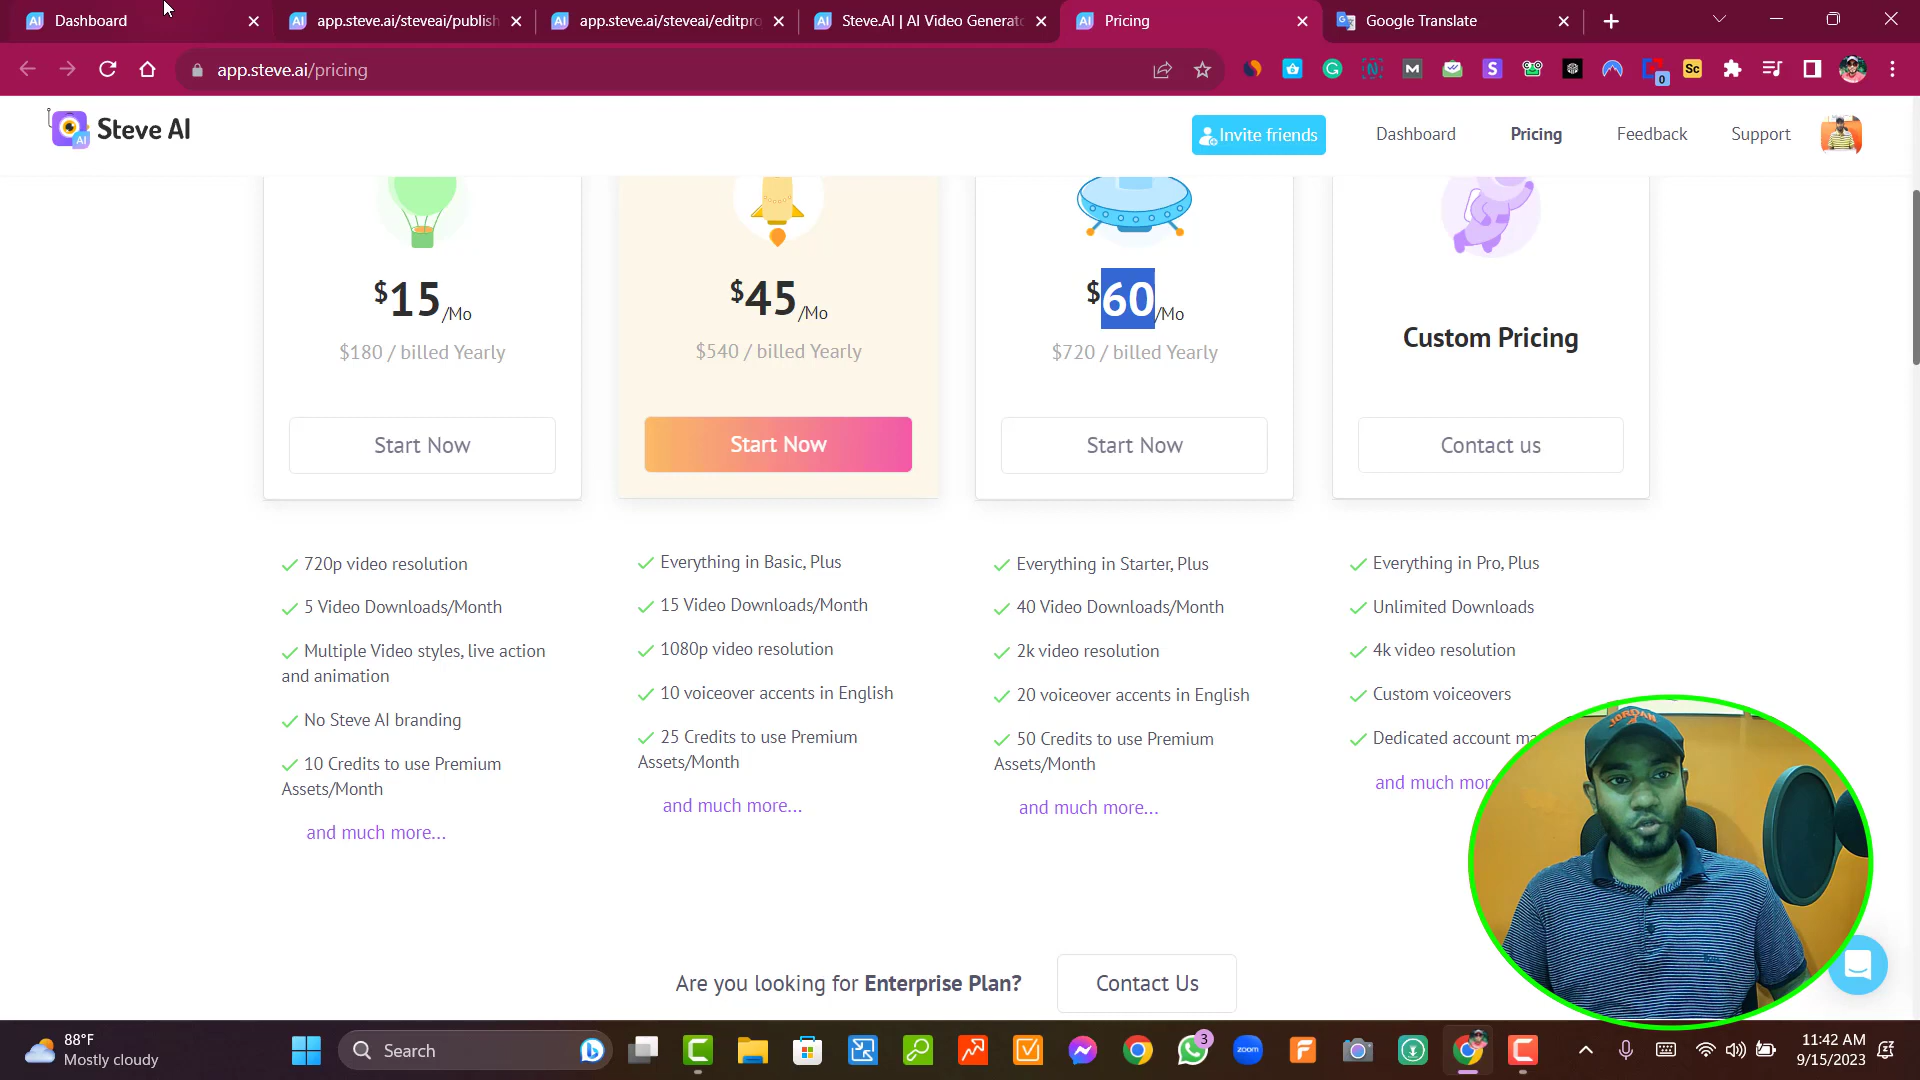 Dashboard
app.steve.ai/steveai/publish
app.steve.ai/steveai/editpro
Steve.AI | AI Video Generato
Pricing
Google Translate
app.steve.ai/pricing
Steve AI
Invite friends
Dashboard
Pricing
Feedback
Support
$15/Mo
$180 / billed Yearly
Start Now
720p video resolution
5 Video Downloads/Month
Multiple Video styles, live action
and animation
No Steve AI branding
10 Credits to use Premium
Assets/Month
and much more...
$45/Mo
$540 / billed Yearly
Start Now
Everything in Basic, Plus
15 Video Downloads/Month
1080p video resolution
10 voiceover accents in English
25 Credits to use Premium
Assets/Month
and much more...
$60/Mo
$720 / billed Yearly
Start Now
Everything in Starter, Plus
40 Video Downloads/Month
2k video resolution
20 voiceover accents in English
50 Credits to use Premium
Assets/Month
and much more...
Custom Pricing
Contact us
Everything in Pro, Plus
Unlimited Downloads
4k video resolution
Custom voiceovers
Dedicated account ma
and much more
JORDAN
Are you looking for Enterprise Plan?
Contact Us
88°F
Mostly cloudy
Search
3
zoom
11:42 AM
9/15/2023